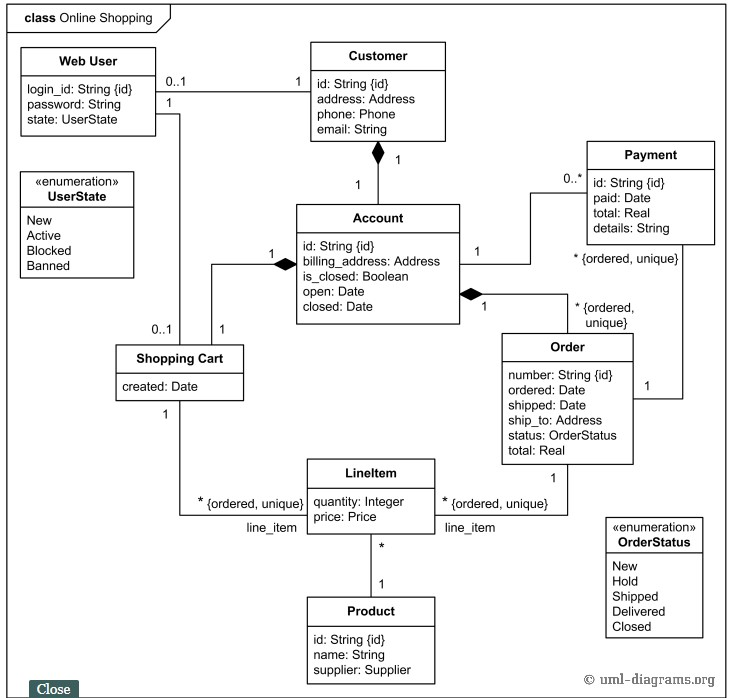 class Online Shopping
Web User
login_id: String {id}
password: String
state: UserState
0..1
1
1
Customer
id: String {id}
address: Address
phone: Phone
email: String
1
1
«enumeration»
UserState
New
Active
Blocked
Banned
Payment
id: String {id}
paid: Date
total: Real
details: String
0..*
* {ordered, unique}
Account
id: String {id}
billing_address: Address
is_closed: Boolean
open: Date
closed: Date
1
1
1
* {ordered,
unique}
0..1
1
Shopping Cart
created: Date
1
Order
number: String {id}
ordered: Date
shipped: Date
ship_to: Address
status: OrderStatus
total: Real
1
1
LineItem
quantity: Integer
price: Price
* {ordered, unique}
line_item
* {ordered, unique}
line_item
*
1
Product
id: String {id}
name: String
supplier: Supplier
«enumeration»
OrderStatus
New
Hold
Shipped
Delivered
Closed
Close
© uml-diagrams.org